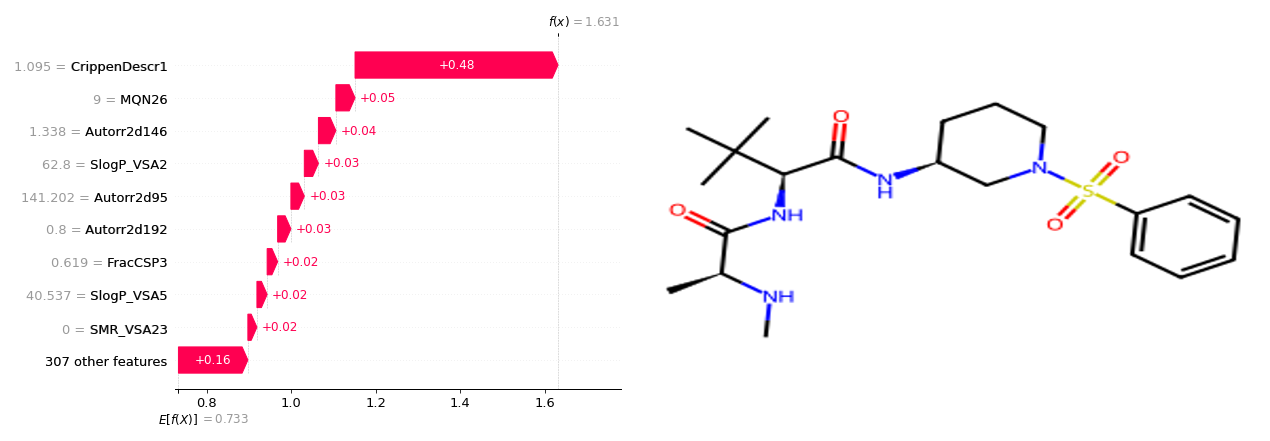 f(x) = 1.631
1.095 = CrippenDescr1
+0.48
9 = MQN26
+0.05
1.338 = Autorr2d146
+0.04
62.8 = SlogP_VSA2
+0.03
141.202 = Autorr2d95
+0.03
0.8 = Autorr2d192
+0.03
0.619 = FracCSP3
+0.02
40.537 = SlogP_VSA5
+0.02
0 = SMR_VSA23
+0.02
307 other features
+0.16
0.8 1.0 1.2 1.4 1.6
E[f(X)] = 0.733
O
O
N
N
H
S
O
O
NH
NH